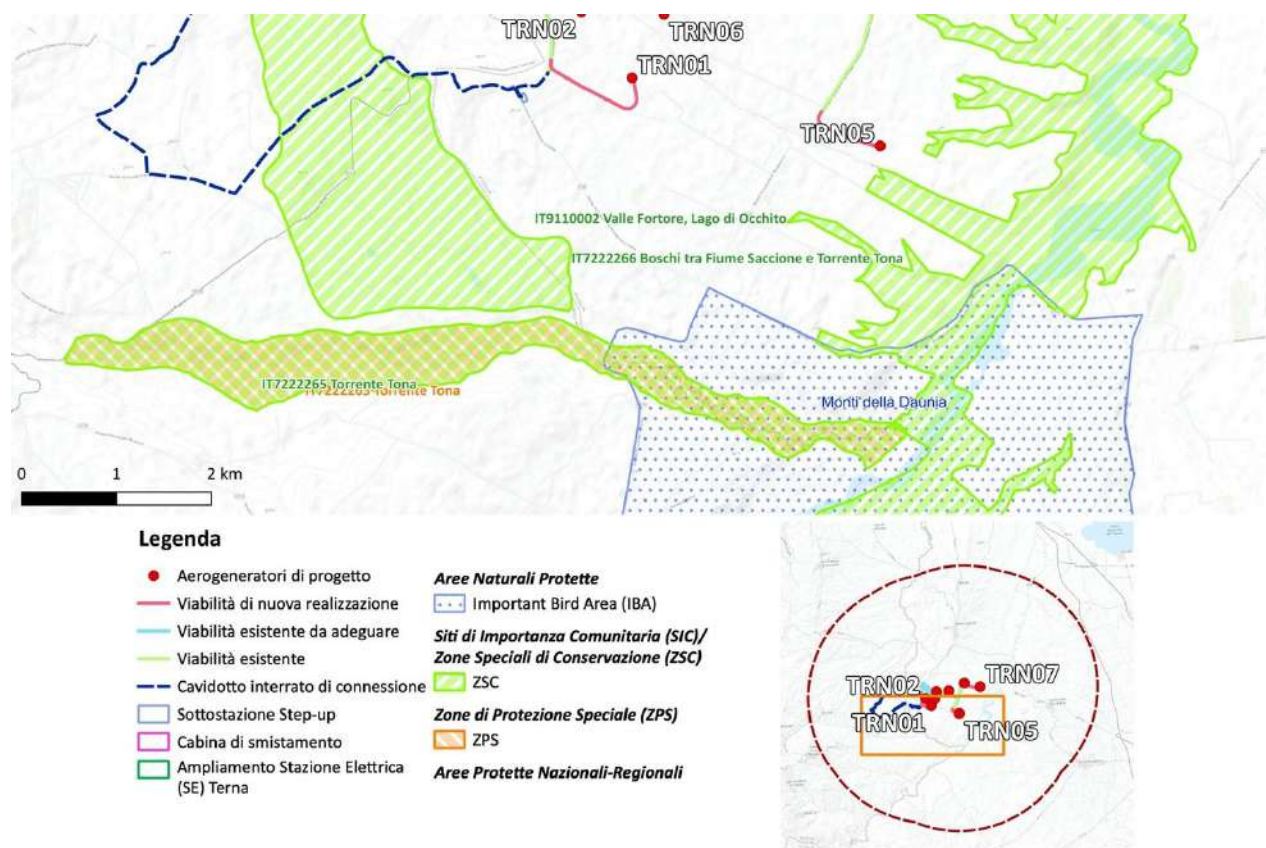 TRN02
TRN06
TRN01
TRN05
IT9110002 Valle Fortore, Lago di Occhito
IT7222266 Boschi tra Fiume Saccione e Torrente Tona
IT7222265 Torrente Tona
IT7222265 Torrente Tona
Monti della Daunia
0 1 2 km
Legenda
Aerogeneratori di progetto
Viabilità di nuova realizzazione
Viabilità esistente da adeguare
Viabilità esistente
Cavidotto interrato di connessione
Sottostazione Step-up
Cabina di smistamento
Ampliamento Stazione Elettrica
(SE) Terna
Aree Naturali Protette
Important Bird Area (IBA)
Siti di Importanza Comunitaria (SIC)/
Zone Speciali di Conservazione (ZSC)
ZSC
Zone di Protezione Speciale (ZPS)
ZPS
Aree Protette Nazionali-Regionali
TRN02
TRN07
TRN01
TRN05